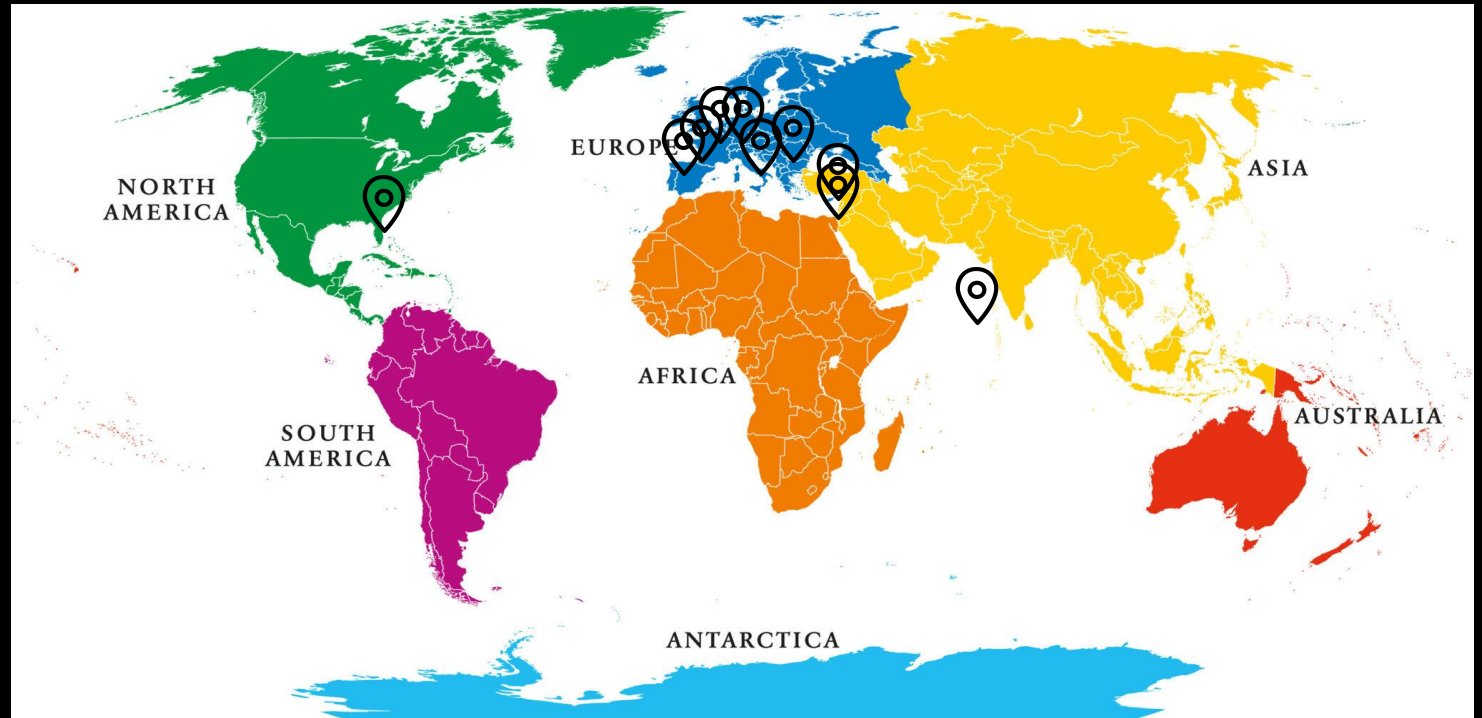 EUROPE
ASIA
NORTH
AMERICA
AFRICA
AUSTRALIA
SOUTH
AMERICA
ANTARCTICA